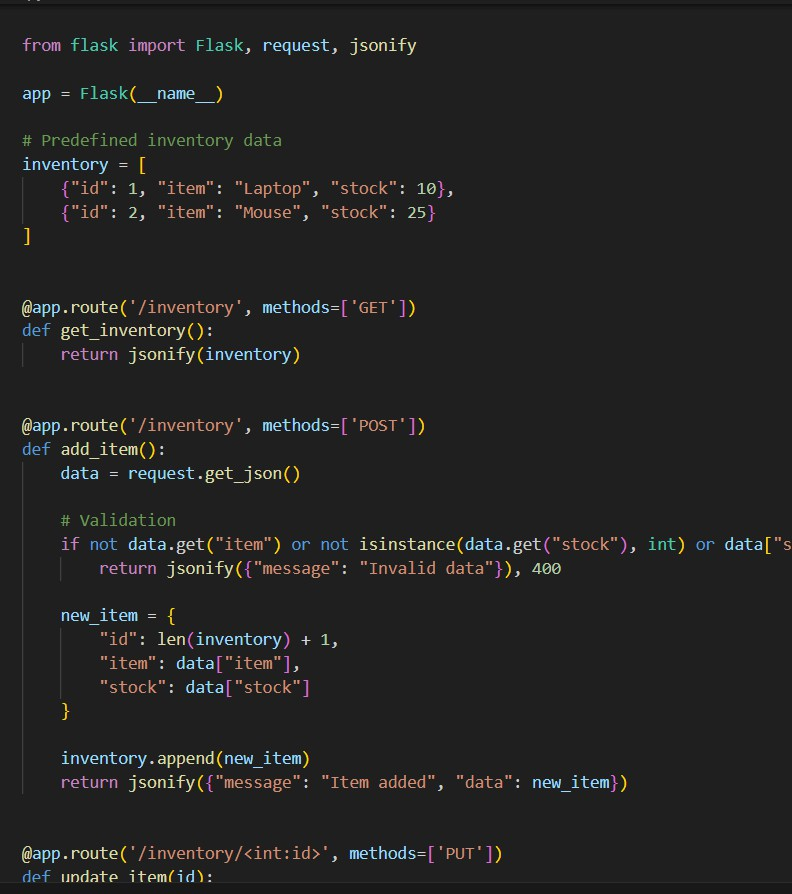 from flask import Flask, request, jsonify
app = Flask(__name__)
# Predefined inventory data
inventory = [
    {"id": 1, "item": "Laptop", "stock": 10},
    {"id": 2, "item": "Mouse", "stock": 25}
]
@app.route('/inventory', methods=['GET'])
def get_inventory():
    return jsonify(inventory)
@app.route('/inventory', methods=['POST'])
def add_item():
    data = request.get_json()
    # Validation
    if not data.get("item") or not isinstance(data.get("stock"), int) or data["s
        return jsonify({"message": "Invalid data"}), 400
    new_item = {
        "id": len(inventory) + 1,
        "item": data["item"],
        "stock": data["stock"]
    }
    inventory.append(new_item)
    return jsonify({"message": "Item added", "data": new_item})
@app.route('/inventory/<int:id>', methods=['PUT'])
def update_item(id):